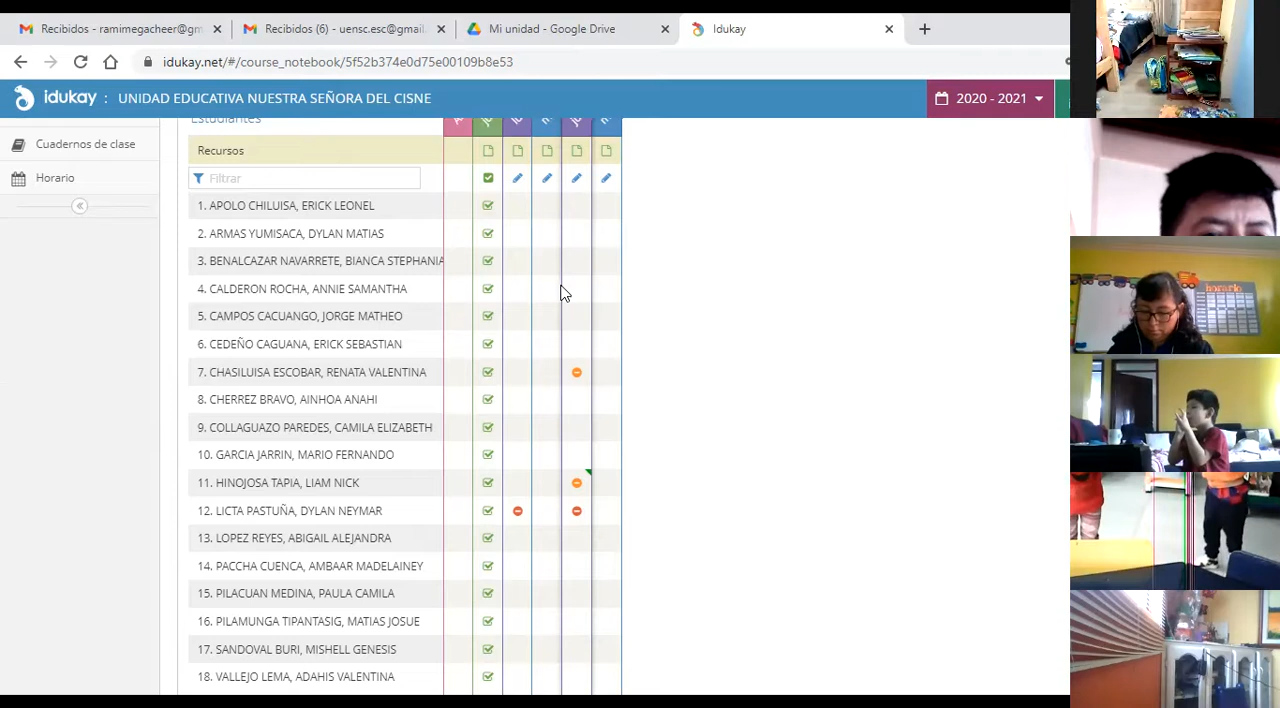 Recibidos - ramimegacheer@gm
Recibidos (6) - uensc.esc@gmail.
Mi unidad - Google Drive
Idukay
idukay : UNIDAD EDUCATIVA NUESTRA SEÑORA DEL CISNE
2020 - 2021
Estudiantes
Cuadernos de clase
Horario
Recursos
Filtrar
1. APOLO CHILUISA, ERICK LEONEL
2. ARMAS YUMISACA, DYLAN MATIAS
3. BENALCAZAR NAVARRETE, BIANCA STEPHANIA
4. CALDERON ROCHA, ANNIE SAMANTHA
5. CAMPOS CACUANGO, JORGE MATHEO
6. CEDEÑO CAGUANA, ERICK SEBASTIAN
7. CHASILUISA ESCOBAR, RENATA VALENTINA
8. CHERREZ BRAVO, AINHOA ANAHI
9. COLLAGUAZO PAREDES, CAMILA ELIZABETH
10. GARCIA JARRIN, MARIO FERNANDO
11. HINOJOSA TAPIA, LIAM NICK
12. LICTA PASTUÑA, DYLAN NEYMAR
13. LOPEZ REYES, ABIGAIL ALEJANDRA
14. PACCHA CUENCA, AMBAAR MADELAINEY
15. PILACUAN MEDINA, PAULA CAMILA
16. PILAMUNGA TIPANTASIG, MATIAS JOSUE
17. SANDOVAL BURI, MISHELL GENESIS
18. VALLEJO LEMA, ADAHIS VALENTINA
horario